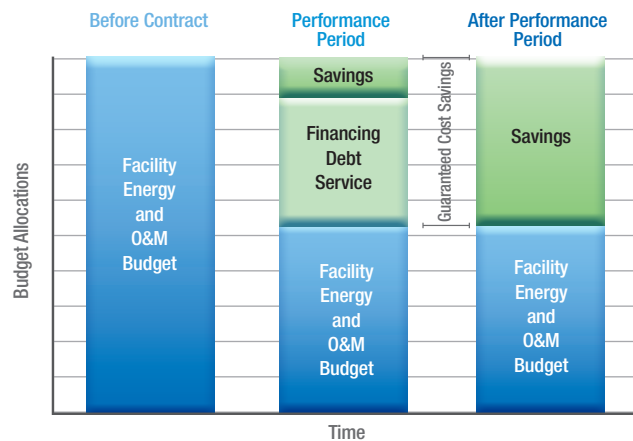 Before Contract
Performance
Period
After Performance
Period
Budget Allocations
Facility
Energy
and
O&M
Budget
Savings
Financing
Debt
Service
Facility
Energy
and
O&M
Budget
Guaranteed Cost Savings
Savings
Facility
Energy
and
O&M
Budget
Time